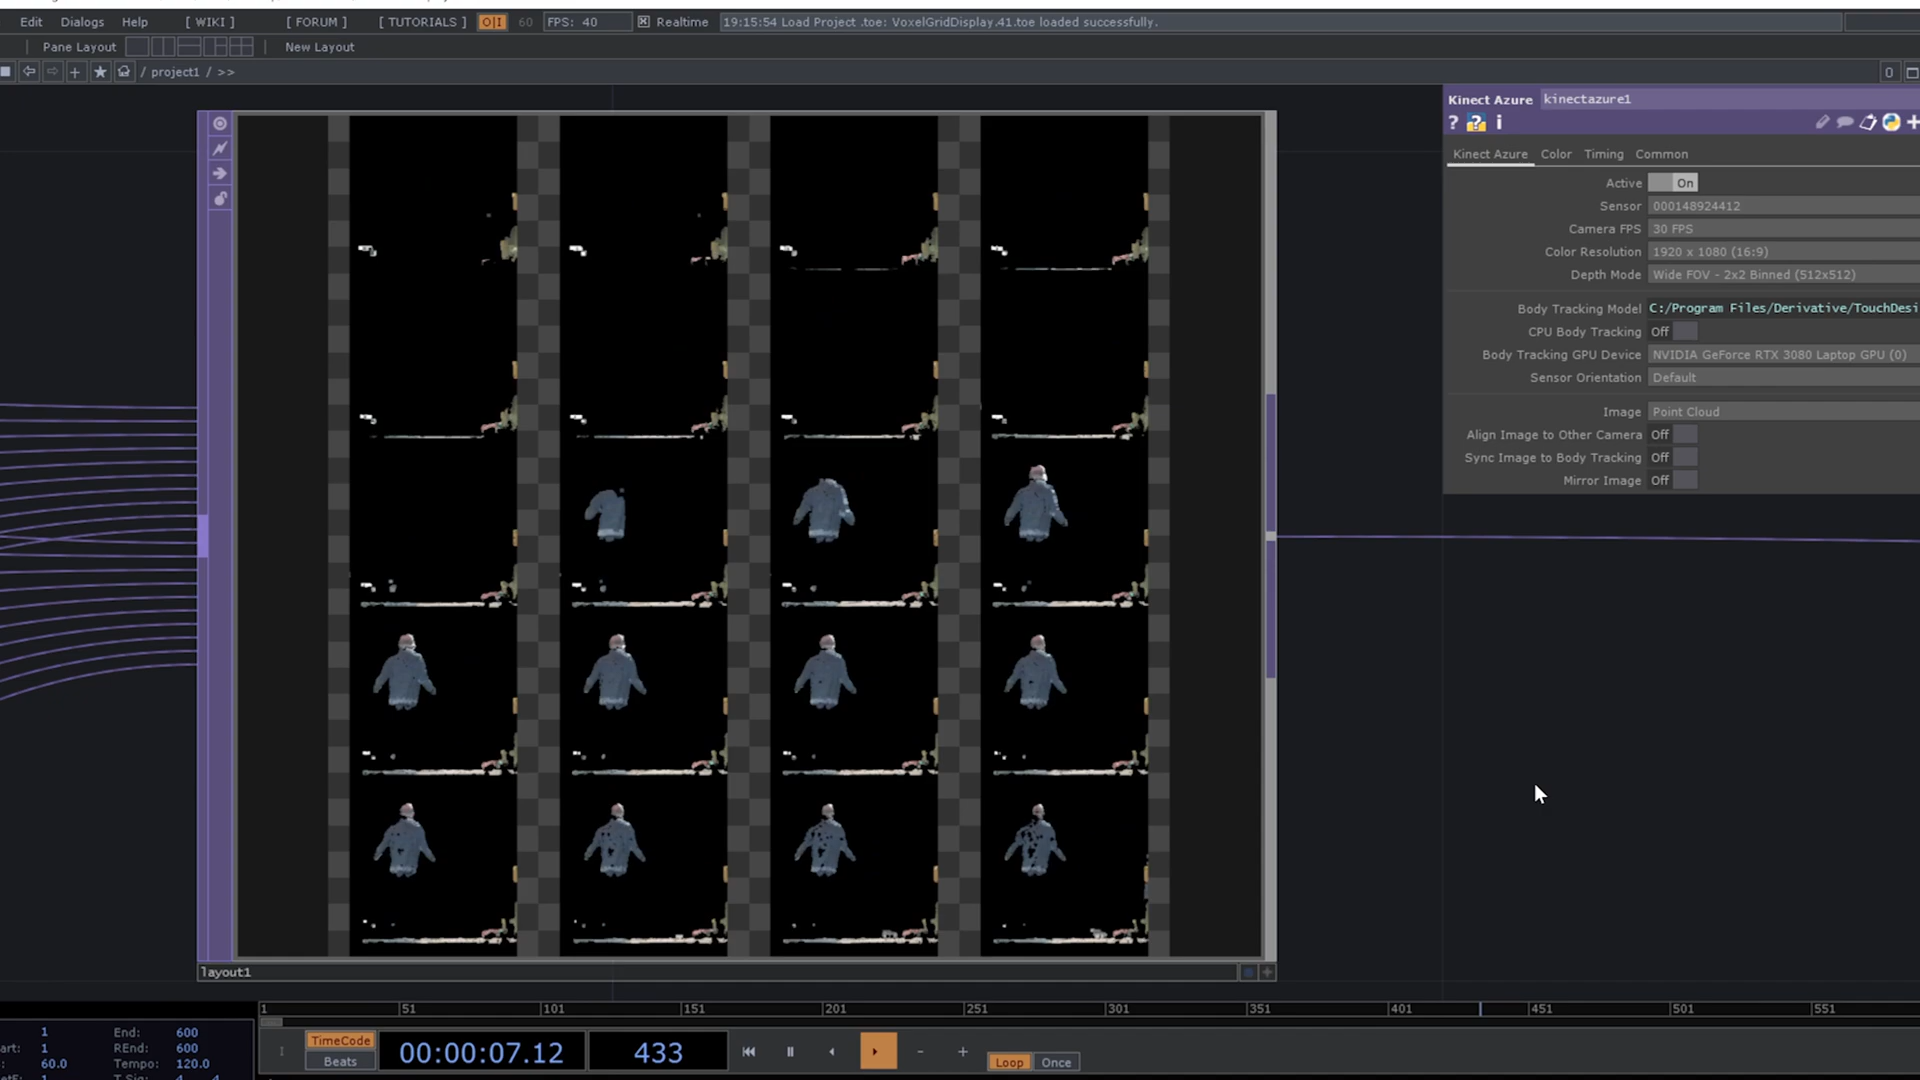 Edit Dialogs Help [ WIKI ] [ FORUM ] [ TUTORIALS ] O|I 60 FPS: 40 Realtime 19:15:54 Load Project .toe: VoxelGridDisplay.41.toe loaded successfully.
Pane Layout New Layout
/ project1 / >> 0
Kinect Azure kinectazure1
? ? i
Kinect Azure Color Timing Common
Active On
Sensor 000148924412
Camera FPS 30 FPS
Color Resolution 1920 x 1080 (16:9)
Depth Mode Wide FOV - 2x2 Binned (512x512)
Body Tracking Model C:/Program Files/Derivative/TouchDesi
CPU Body Tracking Off
Body Tracking GPU Device NVIDIA GeForce RTX 3080 Laptop GPU (0)
Sensor Orientation Default
Image Point Cloud
Align Image to Other Camera Off
Sync Image to Body Tracking Off
Mirror Image Off
layout1
1 51 101 151 201 251 301 351 401 451 501 551
1 End: 600
art: 1 REnd: 600
: 60.0 Tempo: 120.0
1 T Sig: 4 4
TimeCode
Beats
00:00:07.12 433
Loop Once